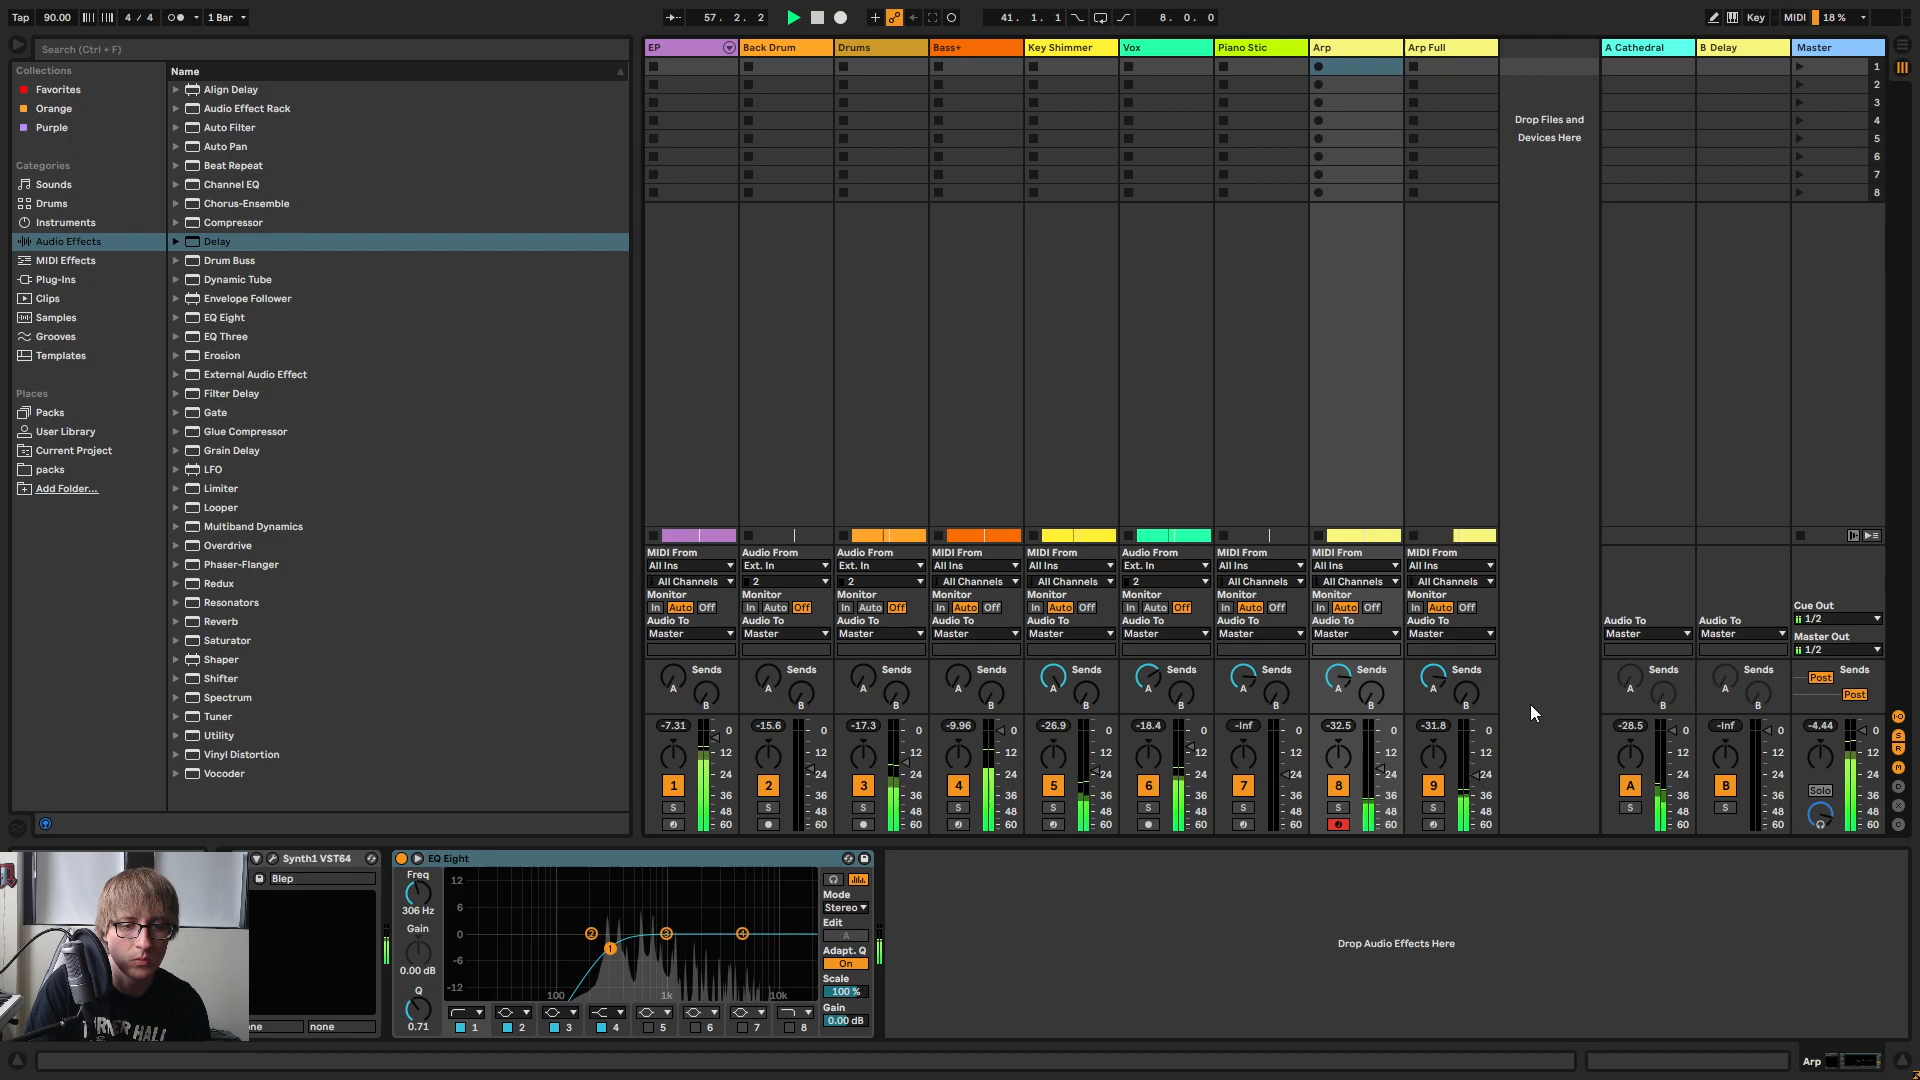 Tap 90.00 4 / 4 1 Bar 57. 2. 2 41. 1. 1 8. 0. 0 Key MIDI 18 %
Search (Ctrl + F)
Collections
Favorites
Orange
Purple
Categories
Sounds
Drums
Instruments
Audio Effects
MIDI Effects
Plug-Ins
Clips
Samples
Grooves
Templates
Places
Packs
User Library
Current Project
packs
Add Folder...
Name
Align Delay
Audio Effect Rack
Auto Filter
Auto Pan
Beat Repeat
Channel EQ
Chorus-Ensemble
Compressor
Delay
Drum Buss
Dynamic Tube
Envelope Follower
EQ Eight
EQ Three
Erosion
External Audio Effect
Filter Delay
Gate
Glue Compressor
Grain Delay
LFO
Limiter
Looper
Multiband Dynamics
Overdrive
Phaser-Flanger
Redux
Resonators
Reverb
Saturator
Shaper
Shifter
Spectrum
Tuner
Utility
Vinyl Distortion
Vocoder
EP Back Drum Drums Bass+ Key Shimmer Vox Piano Stic Arp Arp Full A Cathedral B Delay Master
1
2
3
4
5
6
7
8
Drop Files and
Devices Here
MIDI From Audio From Audio From MIDI From MIDI From Audio From MIDI From MIDI From MIDI From
All Ins Ext. In Ext. In All Ins All Ins Ext. In All Ins All Ins All Ins
All Channels 2 2 All Channels All Channels 2 All Channels All Channels All Channels
Monitor Monitor Monitor Monitor Monitor Monitor Monitor Monitor Monitor Cue Out
In Auto Off In Auto Off In Auto Off In Auto Off In Auto Off In Auto Off In Auto Off In Auto Off In Auto Off 1/2
Audio To Audio To Audio To Audio To Audio To Audio To Audio To Audio To Audio To Audio To Audio To Master Out
Master Master Master Master Master Master Master Master Master Master Master 1/2
Sends Sends Sends Sends Sends Sends Sends Sends Sends Sends Sends Sends
A A A A A A A A A A A Post
B B B B B B B B B B B Post
-7.31 -15.6 -17.3 -9.96 -26.9 -18.4 -Inf -32.5 -31.8 -28.5 -Inf -4.44
0 0 0 0 0 0 0 0 0 0 0 0
12 12 12 12 12 12 12 12 12 12 12 12
24 24 24 24 24 24 24 24 24 24 24 24
1 2 3 4 5 6 7 8 9 A B
36 36 36 36 36 36 36 36 36 36 36 36
S S S S S S S S S S S Solo
48 48 48 48 48 48 48 48 48 48 48 48
60 60 60 60 60 60 60 60 60 60 60 60
Synth1 VST64
Blep
none
EQ Eight
Freq
306 Hz
Gain
0.00 dB
Q
0.71
12
6
0
-6
-12
100 1k 10k
1 2 3 4
1 2 3 4 5 6 7 8
Mode
Stereo
Edit
A
Adapt. Q
On
Scale
100 %
Gain
0.00 dB
Drop Audio Effects Here
Arp